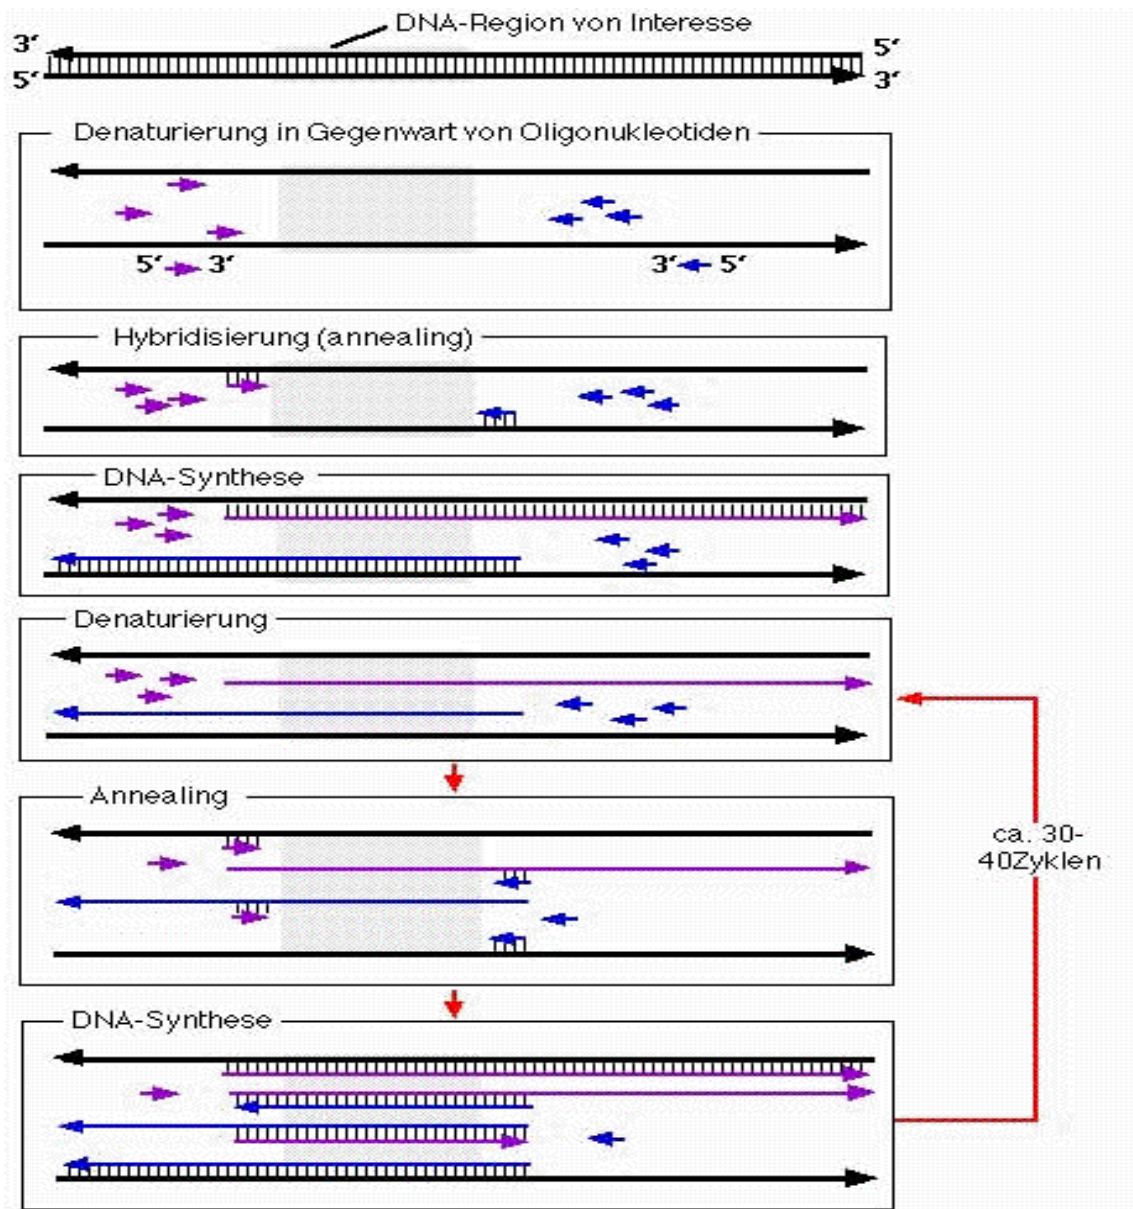 DNA-Region von Interesse
3‘ 5‘
5‘ 3‘
Denaturierung in Gegenwart von Oligonukleotiden
5‘ 3‘ 3‘ 5‘
Hybridisierung (annealing)
DNA-Synthese
Denaturierung
Annealing
ca. 30-
40Zyklen
DNA-Synthese